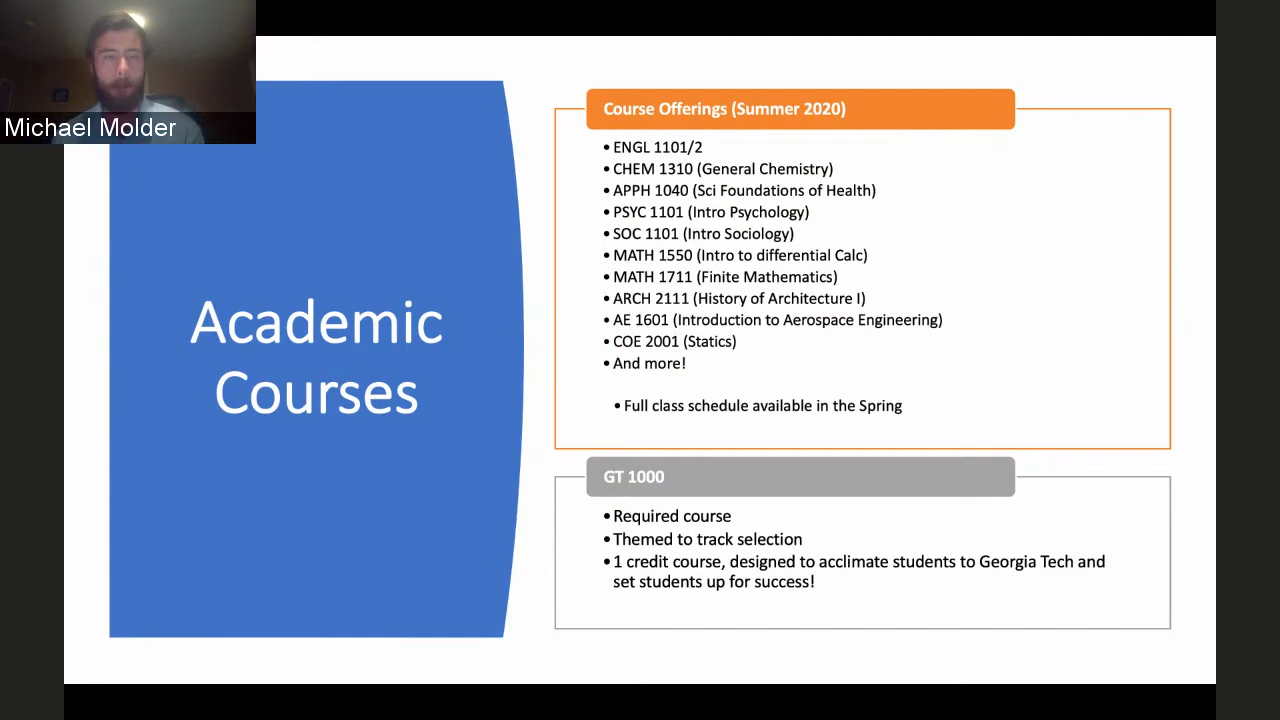 Michael Molder
Academic
Courses
Course Offerings (Summer 2020)
• ENGL 1101/2
• CHEM 1310 (General Chemistry)
• APPH 1040 (Sci Foundations of Health)
• PSYC 1101 (Intro Psychology)
• SOC 1101 (Intro Sociology)
• MATH 1550 (Intro to differential Calc)
• MATH 1711 (Finite Mathematics)
• ARCH 2111 (History of Architecture I)
• AE 1601 (Introduction to Aerospace Engineering)
• COE 2001 (Statics)
• And more!
• Full class schedule available in the Spring
GT 1000
• Required course
• Themed to track selection
• 1 credit course, designed to acclimate students to Georgia Tech and
set students up for success!